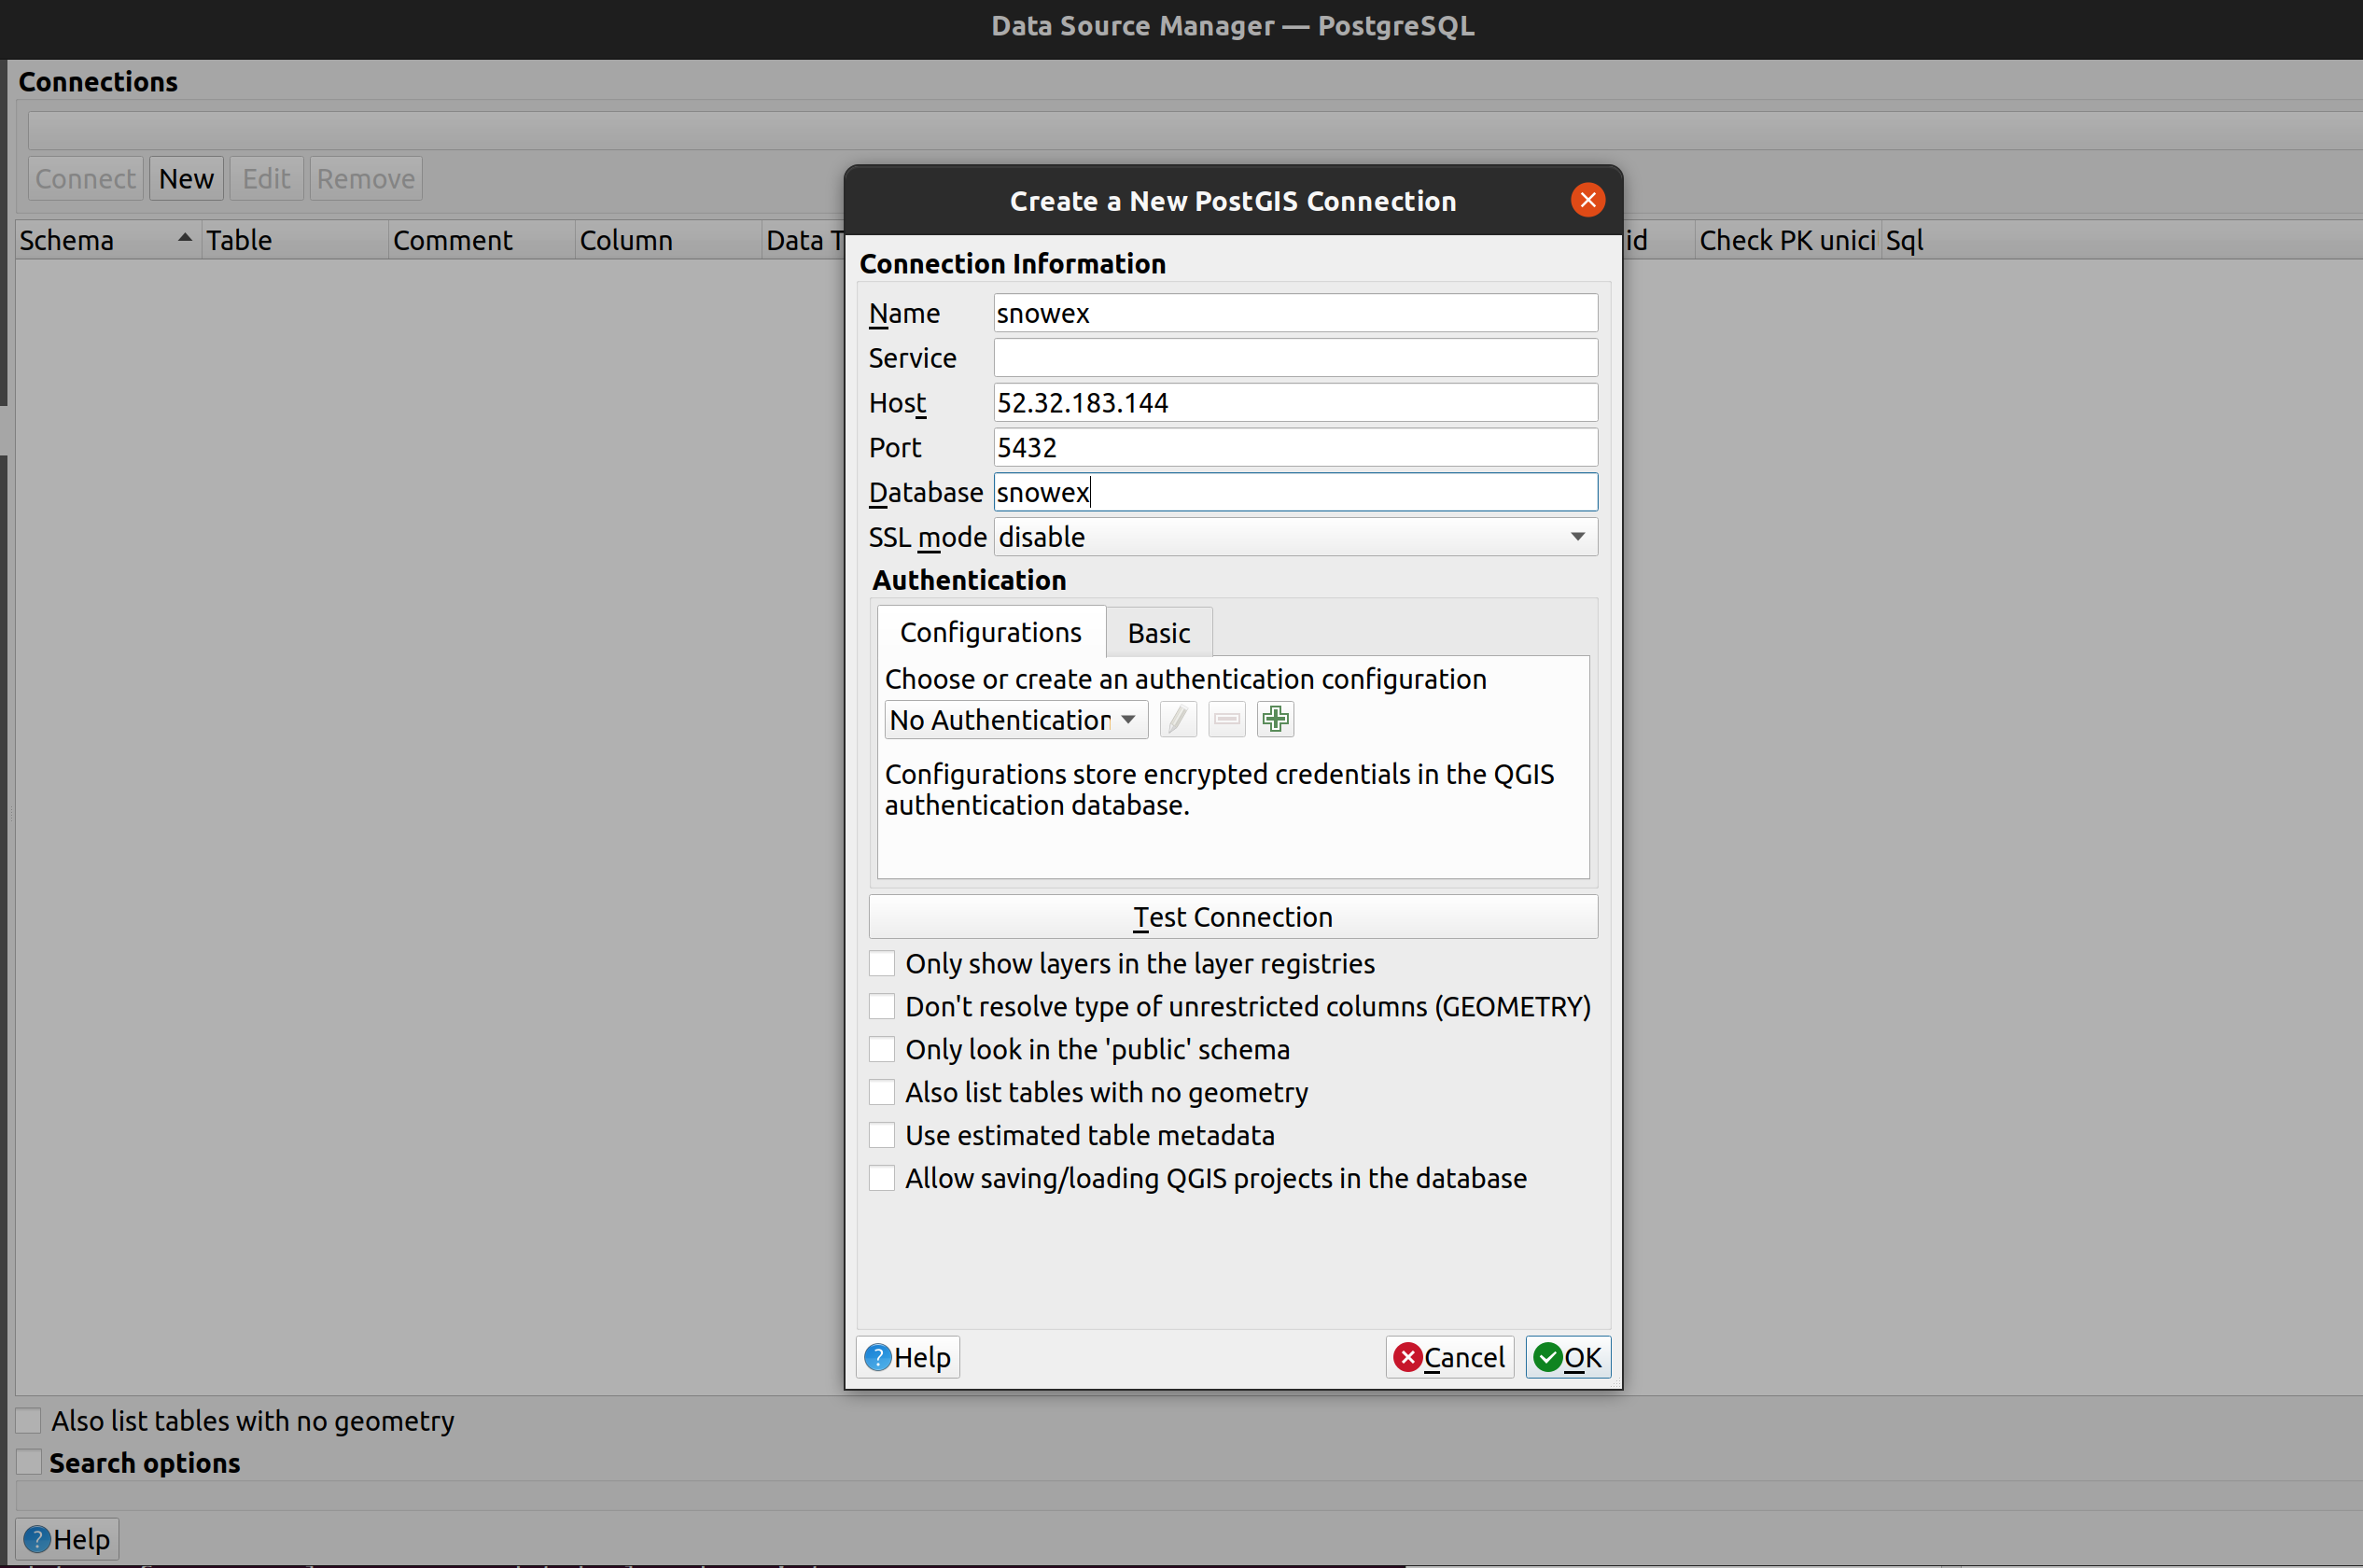 Data Source Manager — PostgreSQL
Connections
Connect New Edit Remove
Schema Table Comment Column Data T id Check PK unici Sql
Create a New PostGIS Connection
Connection Information
Name snowex
Service
Host 52.32.183.144
Port 5432
Database snowex
SSL mode disable
Authentication
Configurations Basic
Choose or create an authentication configuration
No Authentication
Configurations store encrypted credentials in the QGIS
authentication database.
Test Connection
Only show layers in the layer registries
Don't resolve type of unrestricted columns (GEOMETRY)
Only look in the 'public' schema
Also list tables with no geometry
Use estimated table metadata
Allow saving/loading QGIS projects in the database
Help Cancel OK
Also list tables with no geometry
Search options
Help